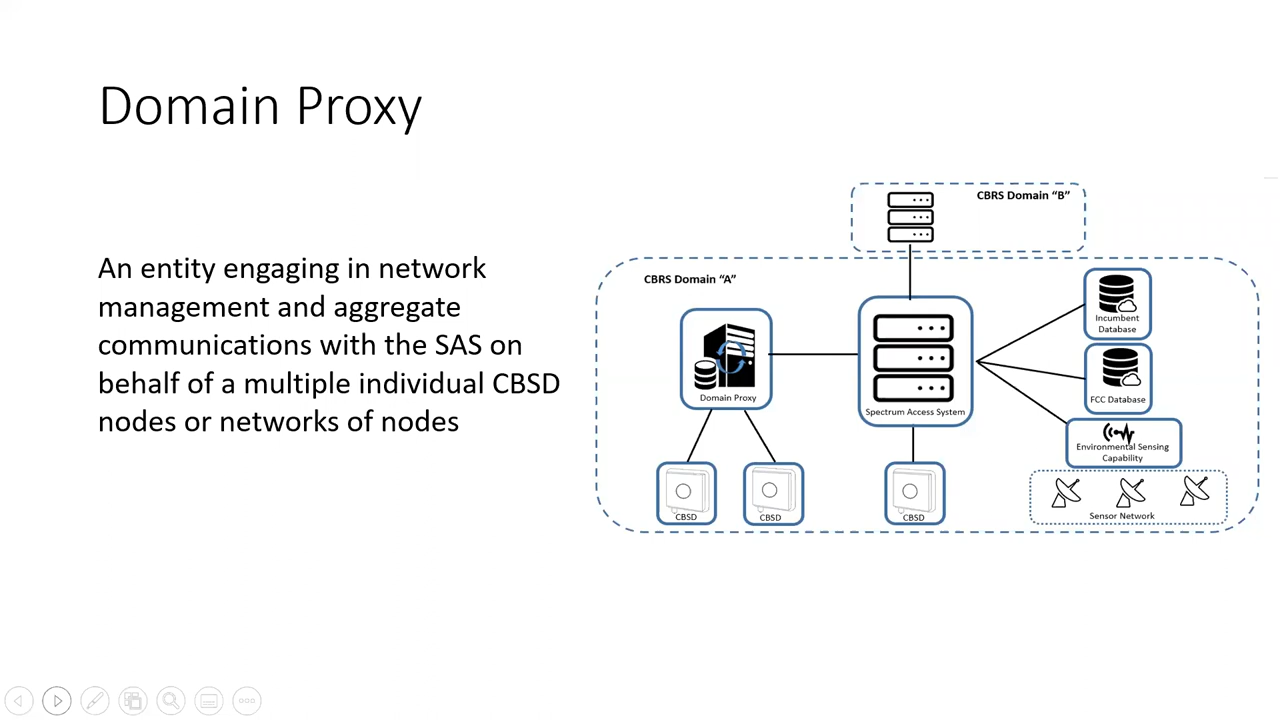 Domain Proxy
An entity engaging in network
management and aggregate
communications with the SAS on
behalf of a multiple individual CBSD
nodes or networks of nodes
CBRS Domain “B”
CBRS Domain “A”
Incumbent
Database
Domain Proxy
Spectrum Access System
FCC Database
Environmental Sensing
Capability
CBSD
CBSD
CBSD
Sensor Network